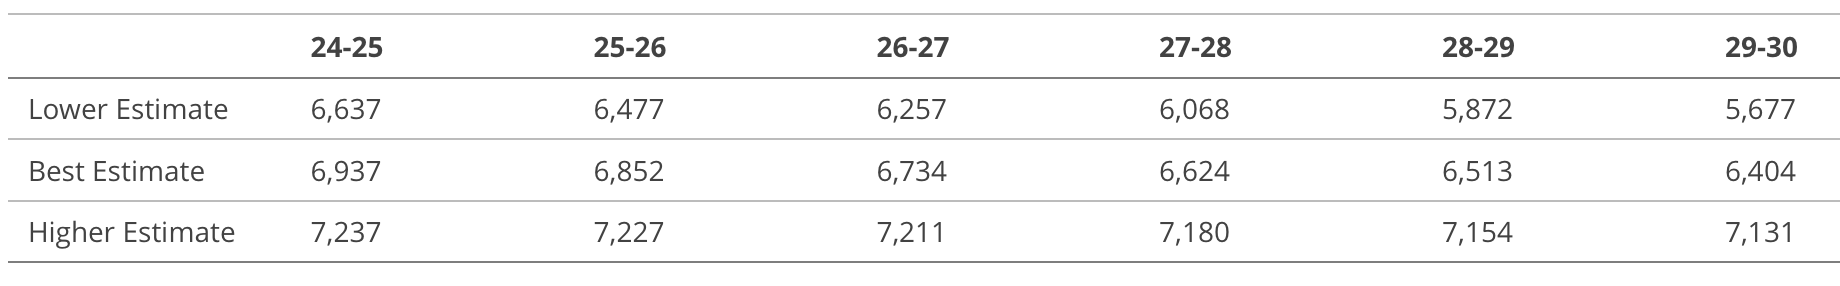 24-25 25-26 26-27 27-28 28-29 29-30
Lower Estimate 6,637 6,477 6,257 6,068 5,872 5,677
Best Estimate 6,937 6,852 6,734 6,624 6,513 6,404
Higher Estimate 7,237 7,227 7,211 7,180 7,154 7,131